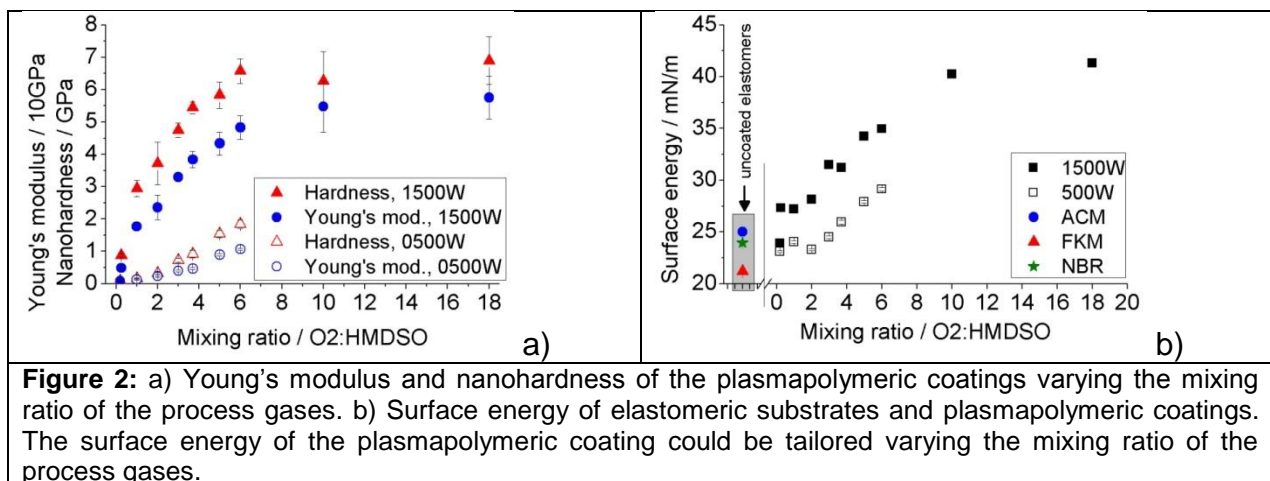 8
7
6
5
4
3
2
1
0
Young's modulus / 10GPa
Nanohardness / GPa
Hardness, 1500W
Young's mod., 1500W
Hardness, 0500W
Young's mod., 0500W
0 2 4 6 8 10 12 14 16 18
Mixing ratio / O2:HMDSO
a)
45
40
35
30
25
20
Surface energy / mN/m
uncoated elastomers
1500W
500W
ACM
FKM
NBR
0 2 4 6 8 10 12 14 16 18 20
Mixing ratio / O2:HMDSO
b)
Figure 2: a) Young’s modulus and nanohardness of the plasmapolymeric coatings varying the mixing
ratio of the process gases. b) Surface energy of elastomeric substrates and plasmapolymeric coatings.
The surface energy of the plasmapolymeric coating could be tailored varying the mixing ratio of the
process gases.